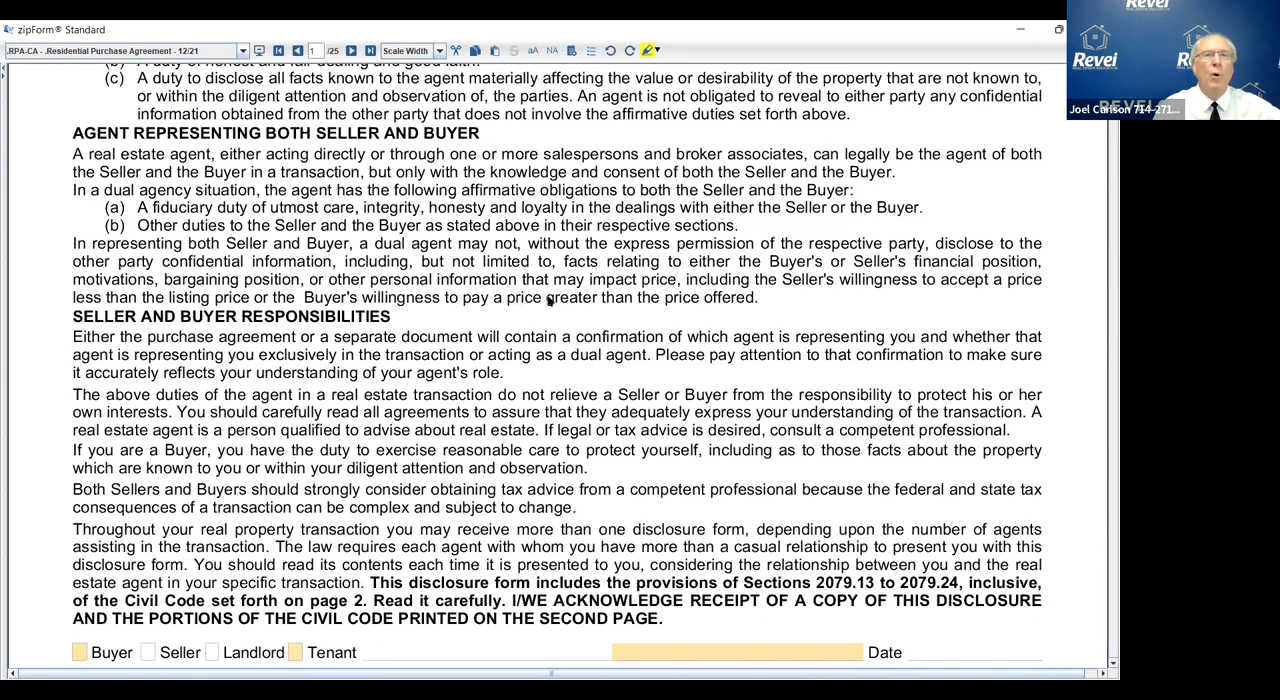 zipForm® Standard
.RPA-CA - .Residential Purchase Agreement - 12/21
1 /25
Scale Width
aA NA
(b) A duty of honest and fair dealing and good faith.
(c) A duty to disclose all facts known to the agent materially affecting the value or desirability of the property that are not known to,
or within the diligent attention and observation of, the parties. An agent is not obligated to reveal to either party any confidential
information obtained from the other party that does not involve the affirmative duties set forth above.
AGENT REPRESENTING BOTH SELLER AND BUYER
A real estate agent, either acting directly or through one or more salespersons and broker associates, can legally be the agent of both
the Seller and the Buyer in a transaction, but only with the knowledge and consent of both the Seller and the Buyer.
In a dual agency situation, the agent has the following affirmative obligations to both the Seller and the Buyer:
(a) A fiduciary duty of utmost care, integrity, honesty and loyalty in the dealings with either the Seller or the Buyer.
(b) Other duties to the Seller and the Buyer as stated above in their respective sections.
In representing both Seller and Buyer, a dual agent may not, without the express permission of the respective party, disclose to the
other party confidential information, including, but not limited to, facts relating to either the Buyer's or Seller's financial position,
motivations, bargaining position, or other personal information that may impact price, including the Seller's willingness to accept a price
less than the listing price or the Buyer's willingness to pay a price greater than the price offered.
SELLER AND BUYER RESPONSIBILITIES
Either the purchase agreement or a separate document will contain a confirmation of which agent is representing you and whether that
agent is representing you exclusively in the transaction or acting as a dual agent. Please pay attention to that confirmation to make sure
it accurately reflects your understanding of your agent's role.
The above duties of the agent in a real estate transaction do not relieve a Seller or Buyer from the responsibility to protect his or her
own interests. You should carefully read all agreements to assure that they adequately express your understanding of the transaction. A
real estate agent is a person qualified to advise about real estate. If legal or tax advice is desired, consult a competent professional.
If you are a Buyer, you have the duty to exercise reasonable care to protect yourself, including as to those facts about the property
which are known to you or within your diligent attention and observation.
Both Sellers and Buyers should strongly consider obtaining tax advice from a competent professional because the federal and state tax
consequences of a transaction can be complex and subject to change.
Throughout your real property transaction you may receive more than one disclosure form, depending upon the number of agents
assisting in the transaction. The law requires each agent with whom you have more than a casual relationship to present you with this
disclosure form. You should read its contents each time it is presented to you, considering the relationship between you and the real
estate agent in your specific transaction. This disclosure form includes the provisions of Sections 2079.13 to 2079.24, inclusive,
of the Civil Code set forth on page 2. Read it carefully. I/WE ACKNOWLEDGE RECEIPT OF A COPY OF THIS DISCLOSURE
AND THE PORTIONS OF THE CIVIL CODE PRINTED ON THE SECOND PAGE.
Buyer Seller Landlord Tenant Date
Revei
Revei
Joel Carlson 714-271...